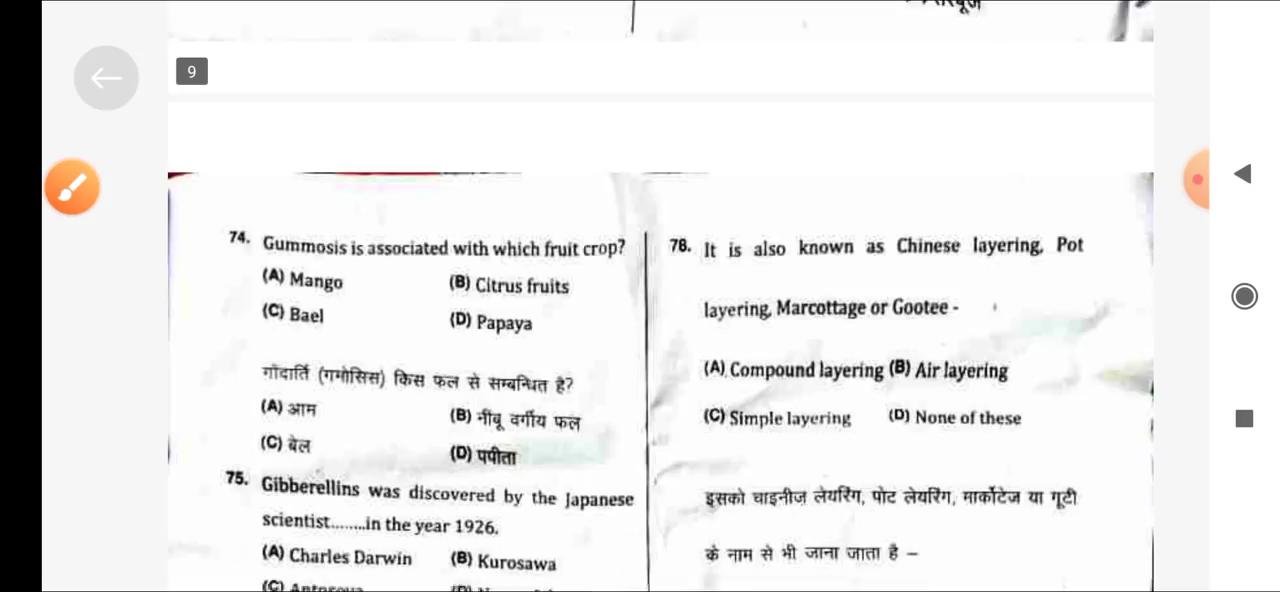 9
74. Gummosis is associated with which fruit crop?
(A) Mango (B) Citrus fruits
(C) Bael (D) Papaya
गोंदार्ति (गमोसिस) किस फल से सम्बन्धित है?
(A) आम (B) नींबू वर्गीय फल
(C) बेल (D) पपीता
75. Gibberellins was discovered by the Japanese
scientist........in the year 1926.
(A) Charles Darwin (B) Kurosawa
(C)
78. It is also known as Chinese layering, Pot
layering, Marcottage or Gootee -
(A) Compound layering (B) Air layering
(C) Simple layering (D) None of these
इसको चाइनीज लेयरिंग, पोट लेयरिंग, मार्कोटेज या गूटी
के नाम से भी जाना जाता है –